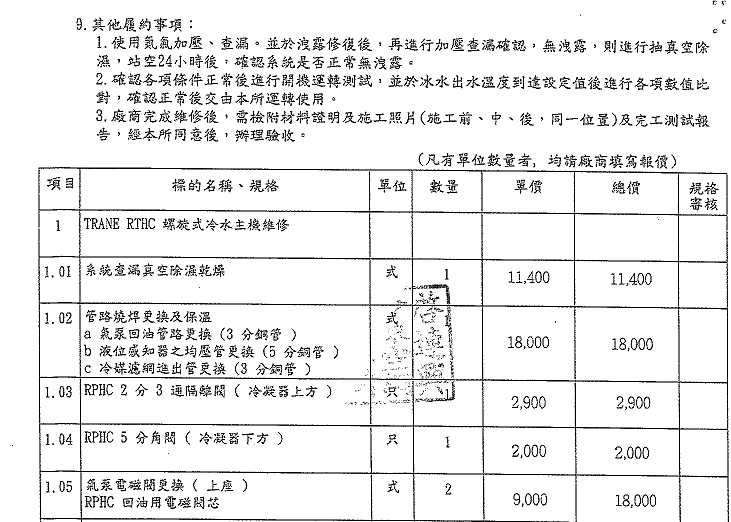 9.其他履約事項：
1.使用氮氣加壓、查漏。並於洩露修復後，再進行加壓查漏確認，無洩露，則進行抽真空除
濕，站空24小時後，確認系統是否正常無洩露。
2.確認各項條件正常後進行開機運轉測試，並於冰水出水溫度到達設定值後進行各項數值比
對，確認正常後交由本所運轉使用。
3.廠商完成維修後，需檢附材料證明及施工照片(施工前、中、後，同一位置)及完工測試報
告，經本所同意後，辦理驗收。
(凡有單位數量者，均請廠商填寫報價)
項目 標的名稱、規格 單位 數量 單價 總價 規格審核
1 TRANE RTHC 螺旋式冷水主機維修
1.01 系統查漏真空除濕乾燥 式 1 11,400 11,400
1.02 管路燒焊更換及保溫 式 1 18,000 18,000
a 氣泵回油管路更換 (3 分銅管 )
b 液位感知器之均壓管更換 (5 分銅管 )
c 冷媒濾網進出管更換 (3 分銅管 )
1.03 RPHC 2 分 3 通隔離閥 ( 冷凝器上方 ) 只 1 2,900 2,900
1.04 RPHC 5 分角閥 ( 冷凝器下方 ) 只 1 2,000 2,000
1.05 氣泵電磁閥更換 ( 上座 ) 式 2 9,000 18,000
RPHC 回油用電磁閥芯